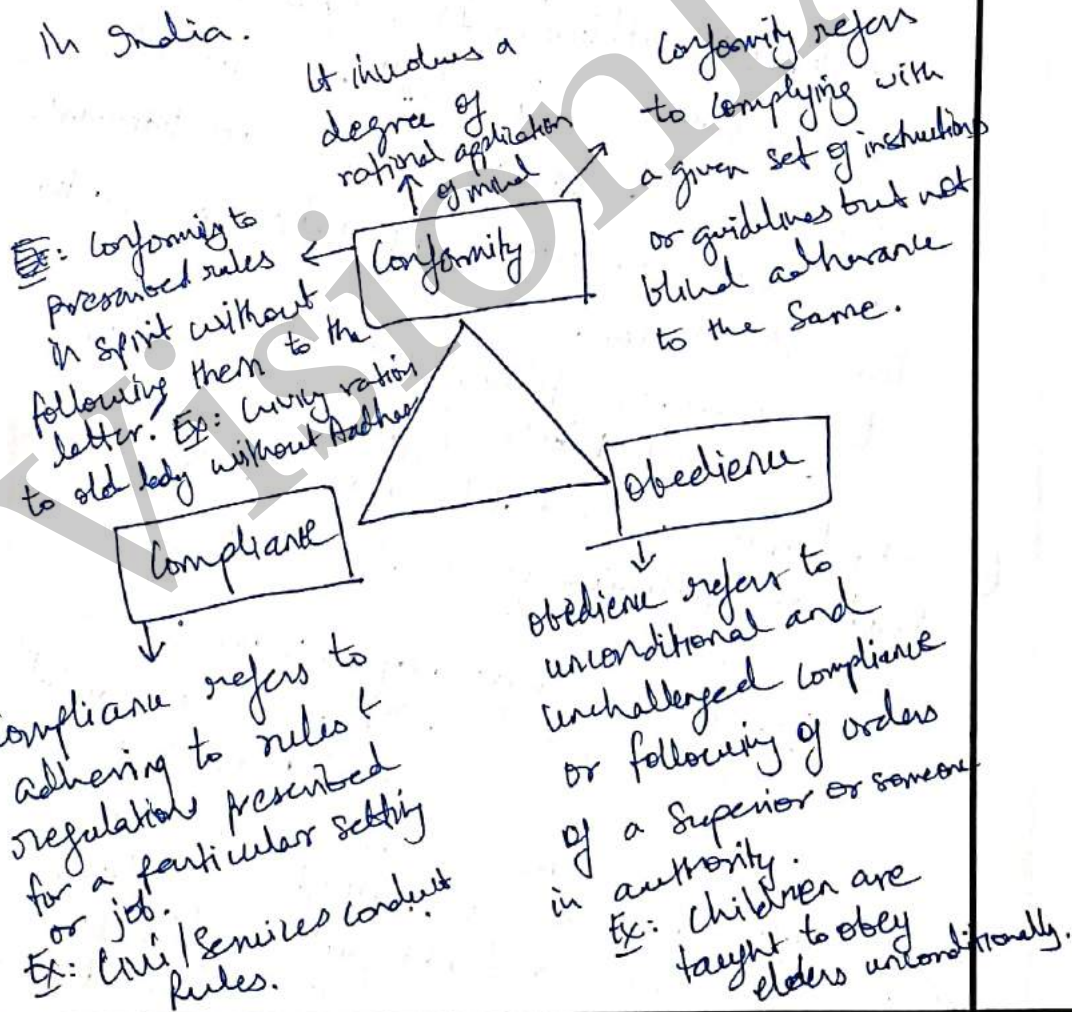 in India.
It involves a
degree of
rational application
of mind
Conformity refers
to complying with
a given set of instructions
or guidelines but not
blind adherance
to the same.
Conformity
Ex: Conforming to
prescribed rules
in spirit without
following them to the
letter. Ex: Giving ration
to old lady without Aadhaar
Compliance
Compliance refers to
adhering to rules &
regulations prescribed
for a particular setting
or job.
Ex: Civil Services Conduct
Rules.
Obedience
Obedience refers to
unconditional and
unchallenged compliance
or following of orders
of a superior or someone
in authority.
Ex: Children are
taught to obey
elders unconditionally.
Vision